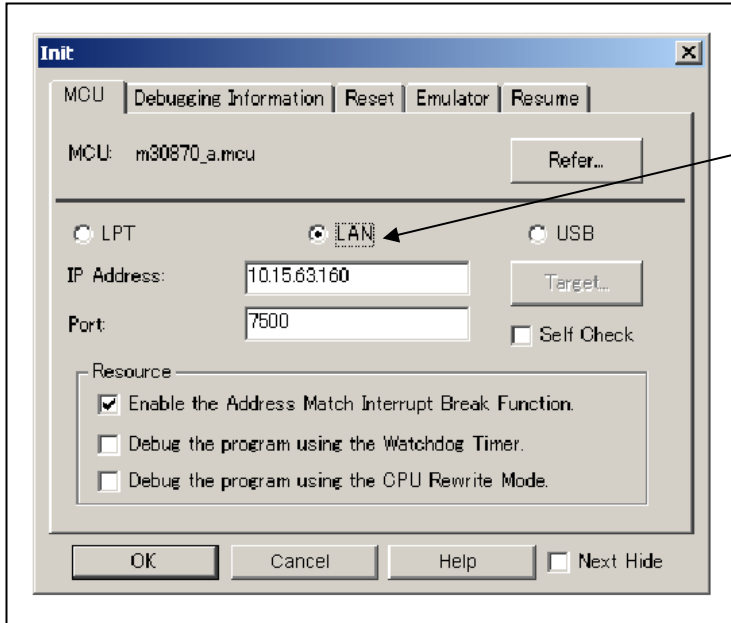 Init
MCU Debugging Information Reset Emulator Resume
MCU: m30870_a.mcu Refer...
LPT LAN USB
IP Address: 10.15.63.160 Target...
Port: 7500 Self Check
Resource
Enable the Address Match Interrupt Break Function.
Debug the program using the Watchdog Timer.
Debug the program using the CPU Rewrite Mode.
OK Cancel Help Next Hide